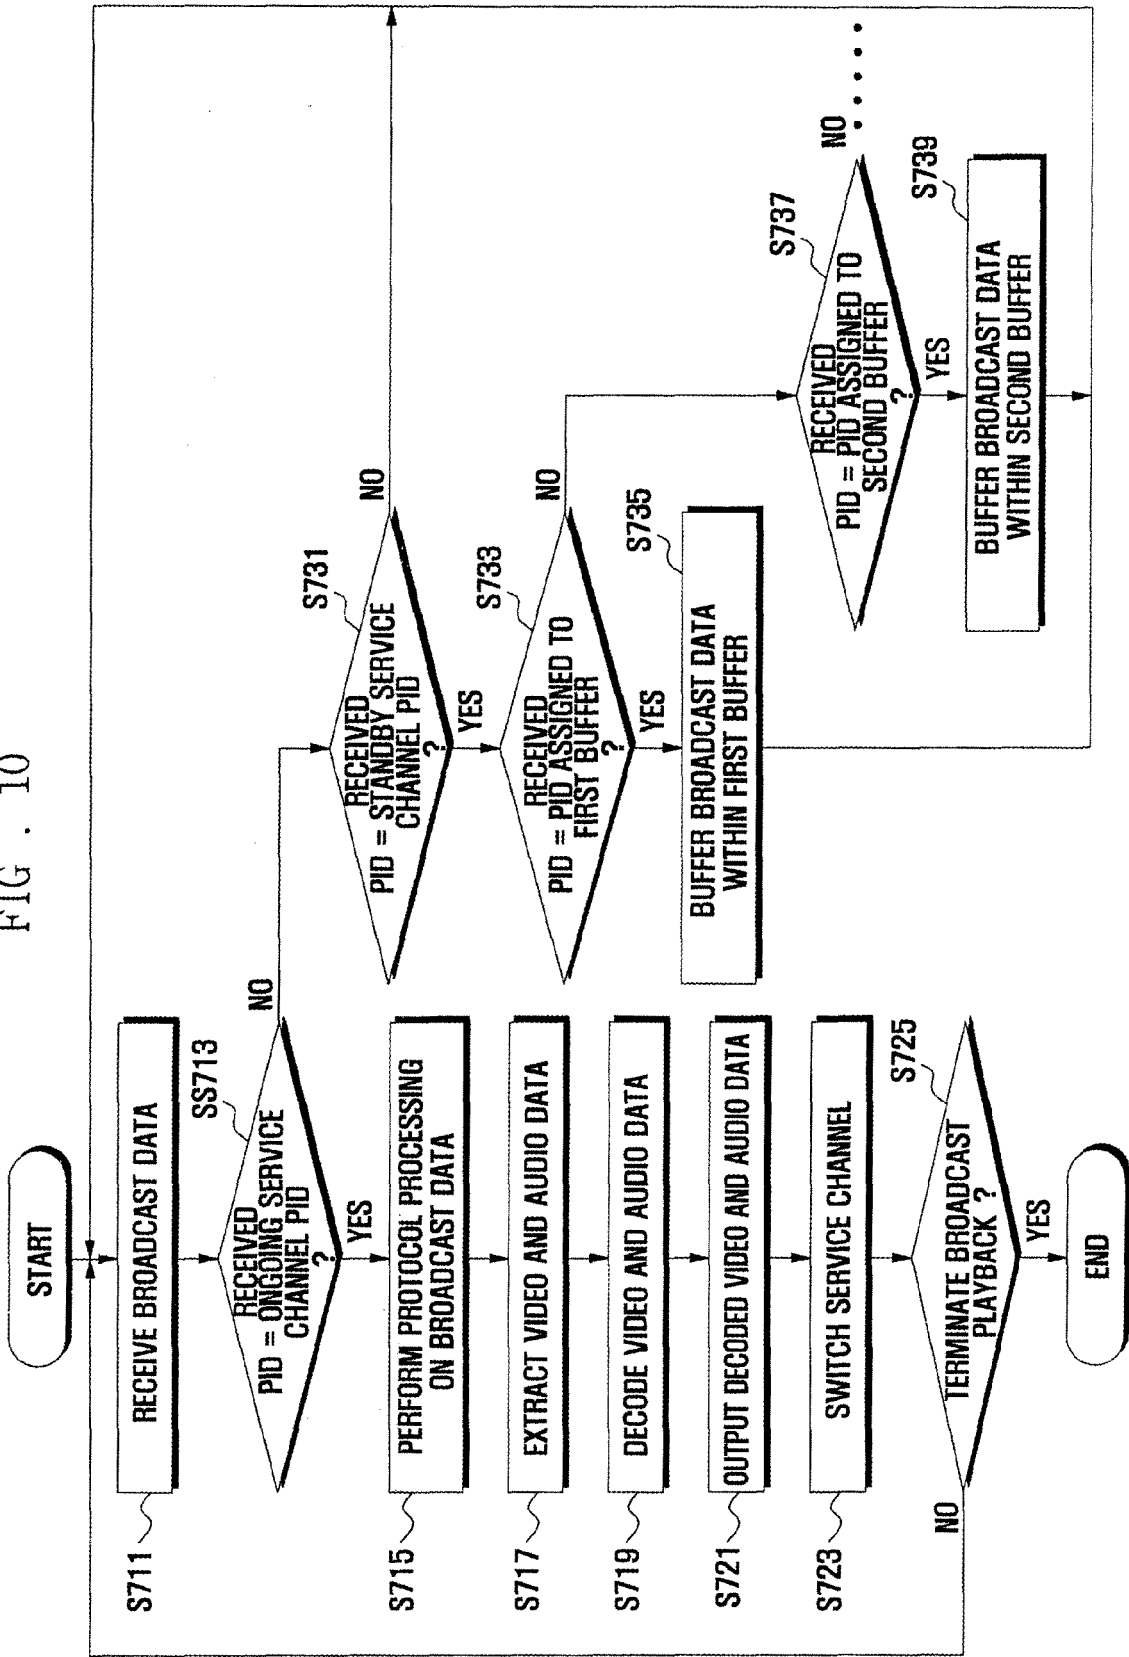 FIG . 10
START
S711
RECEIVE BROADCAST DATA
SS713
RECEIVED
PID = ONGOING SERVICE
CHANNEL PID
?
NO
YES
S715
PERFORM PROTOCOL PROCESSING
ON BROADCAST DATA
S717
EXTRACT VIDEO AND AUDIO DATA
S719
DECODE VIDEO AND AUDIO DATA
S721
OUTPUT DECODED VIDEO AND AUDIO DATA
S723
SWITCH SERVICE CHANNEL
S725
TERMINATE BROADCAST
PLAYBACK ?
NO
YES
END
S731
RECEIVED
PID = STANDBY SERVICE
CHANNEL PID
?
NO
YES
S733
RECEIVED
PID = PID ASSIGNED TO
FIRST BUFFER
?
NO
YES
S735
BUFFER BROADCAST DATA
WITHIN FIRST BUFFER
S737
RECEIVED
PID = PID ASSIGNED TO
SECOND BUFFER
?
NO
YES
S739
BUFFER BROADCAST DATA
WITHIN SECOND BUFFER